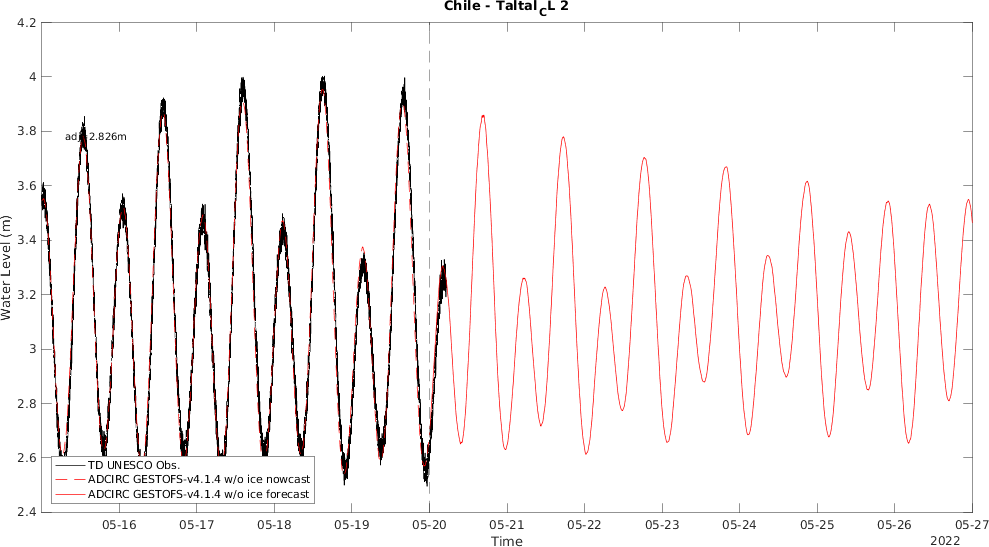 Chile - Taltal_CL 2
4.2
4
3.8
3.6
3.4
3.2
3
2.8
2.6
2.4
Water Level (m)
2.826m
TD UNESCO Obs.
ADCIRC GESTOFS-v4.1.4 w/o ice nowcast
ADCIRC GESTOFS-v4.1.4 w/o ice forecast
05-16 05-17 05-18 05-19 05-20 05-21 05-22 05-23 05-24 05-25 05-26 05-27
Time
2022